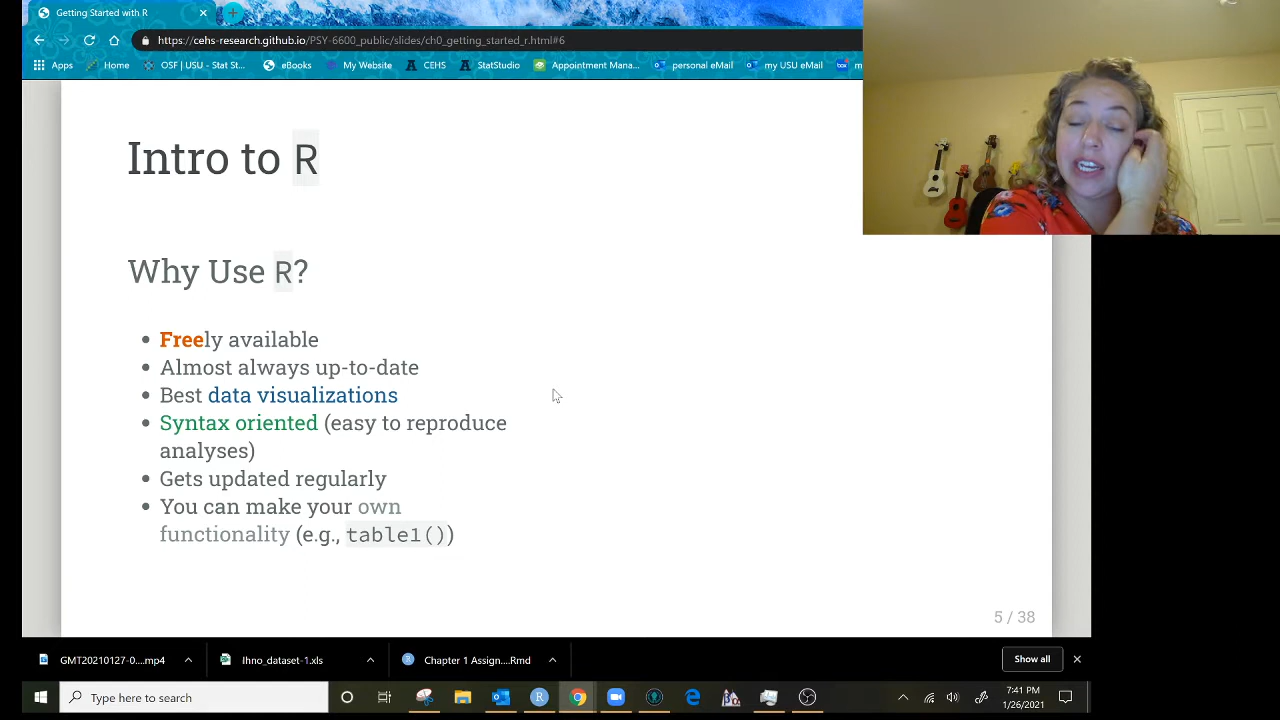 Getting Started with R
https://cehs-research.github.io/PSY-6600_public/slides/ch0_getting_started_r.html#6
Apps Home OSF | USU - Stat St... eBooks My Website CEHS StatStudio Appointment Mana... personal eMail my USU eMail box m
Intro to R
Why Use R?
Freely available
Almost always up-to-date
Best data visualizations
Syntax oriented (easy to reproduce
analyses)
Gets updated regularly
You can make your own
functionality (e.g., table1())
5 / 38
GMT20210127-0....mp4 Ihno_dataset-1.xls Chapter 1 Assign....Rmd Show all
Type here to search 7:41 PM
1/26/2021